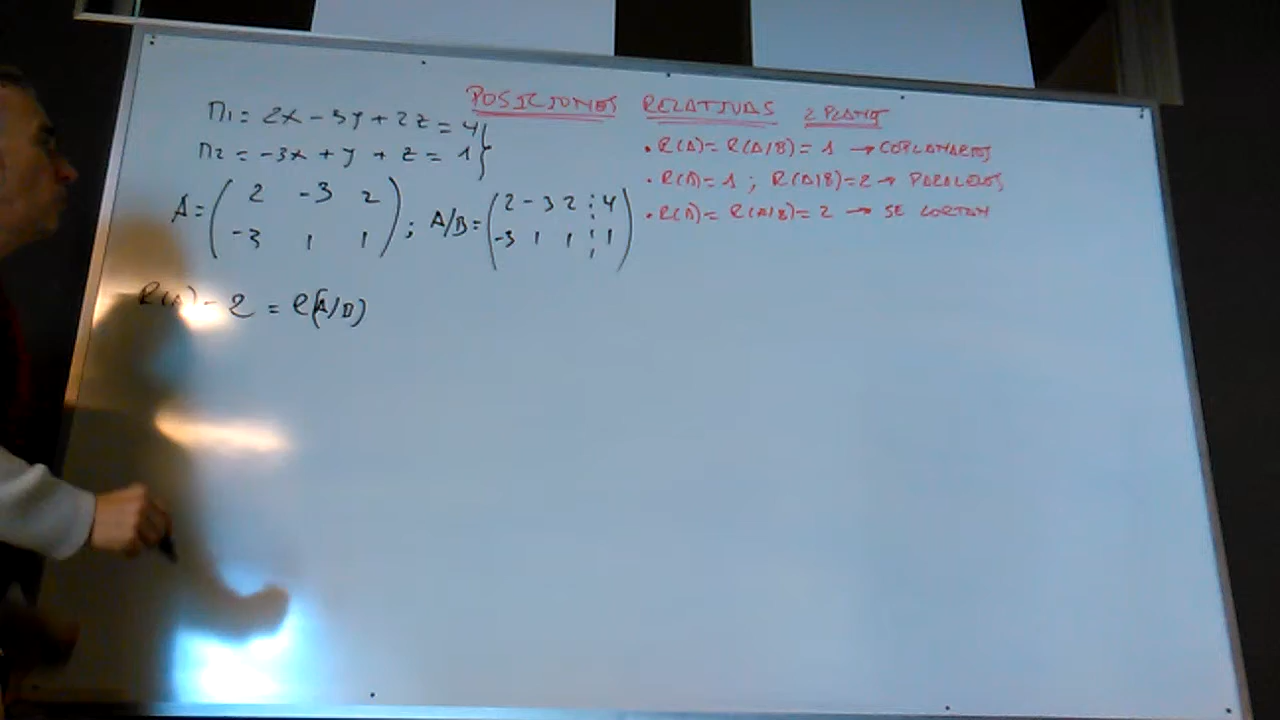 POSICIONES RELATIVAS 2 PLANOS
Π1 = 2x - 3y + 2z = 4 }
Π2 = -3x + y + z = 1 }
A = ( 2 -3 2
-3 1 1 ) ; A/B = ( 2 -3 2 ⋮ 4
-3 1 1 ⋮ 1 )
R(A) = 2 = R(A/B)
• R(A) = R(A/B) = 1 → COPLANARIOS
• R(A) = 1 ; R(A/B) = 2 → PARALELOS
• R(A) = R(A/B) = 2 → SE CORTAN